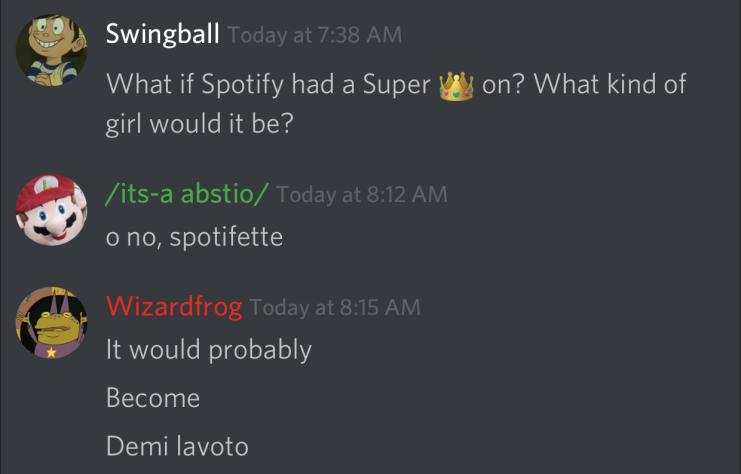 Swingball Today at 7:38 AM
What if Spotify had a Super 👑 on? What kind of
girl would it be?
/its-a abstio/ Today at 8:12 AM
o no, spotifette
Wizardfrog Today at 8:15 AM
It would probably
Become
Demi lavoto